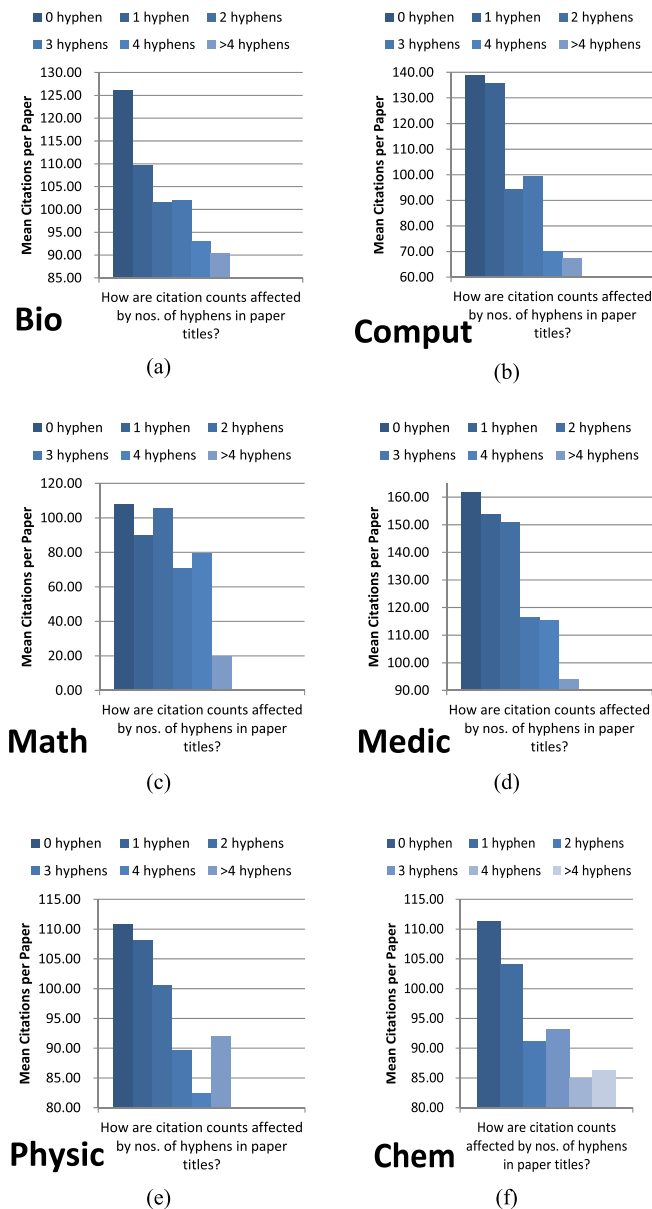 0 hyphen 1 hyphen 2 hyphens
3 hyphens 4 hyphens >4 hyphens
Mean Citations per Paper
130.00
125.00
120.00
115.00
110.00
105.00
100.00
95.00
90.00
85.00
How are citation counts affected
by nos. of hyphens in paper
titles?
Bio
(a)
0 hyphen 1 hyphen 2 hyphens
3 hyphens 4 hyphens >4 hyphens
Mean Citations per Paper
140.00
130.00
120.00
110.00
100.00
90.00
80.00
70.00
60.00
How are citation counts affected
by nos. of hyphens in paper
titles?
Comput
(b)
0 hyphen 1 hyphen 2 hyphens
3 hyphens 4 hyphens >4 hyphens
Mean Citations per Paper
120.00
100.00
80.00
60.00
40.00
20.00
0.00
How are citation counts affected
by nos. of hyphens in paper
titles?
Math
(c)
0 hyphen 1 hyphen 2 hyphens
3 hyphens 4 hyphens >4 hyphens
Mean Citations per Paper
160.00
150.00
140.00
130.00
120.00
110.00
100.00
90.00
How are citation counts affected
by nos. of hyphens in paper
titles?
Medic
(d)
0 hyphen 1 hyphen 2 hyphens
3 hyphens 4 hyphens >4 hyphens
Mean Citations per Paper
115.00
110.00
105.00
100.00
95.00
90.00
85.00
80.00
How are citation counts affected
by nos. of hyphens in paper
titles?
Physic
(e)
0 hyphen 1 hyphen 2 hyphens
3 hyphens 4 hyphens >4 hyphens
Mean Citations per Paper
115.00
110.00
105.00
100.00
95.00
90.00
85.00
80.00
How are citation counts
affected by nos. of hyphens
in paper titles?
Chem
(f)